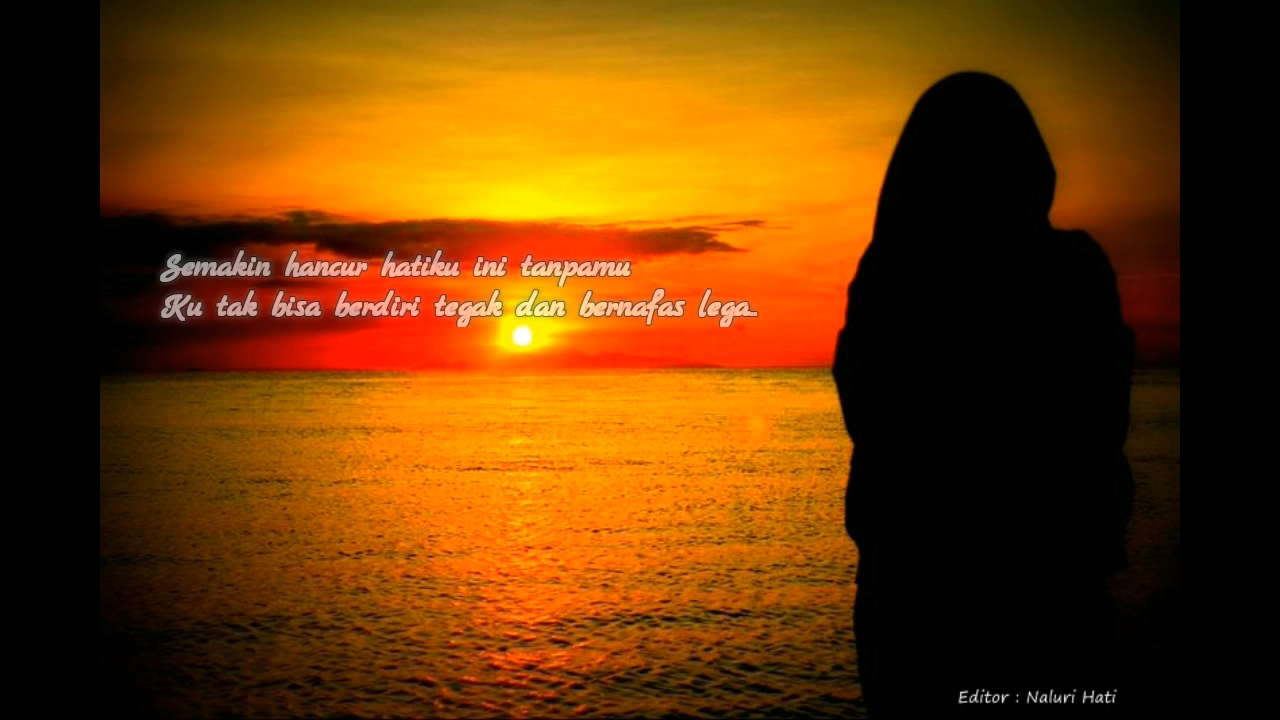 Semakin hancur hatiku ini tanpamu
Ku tak bisa berdiri tegak dan bernafas lega..
Editor : Naluri Hati